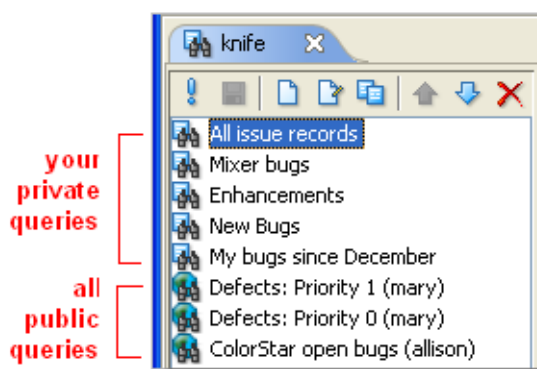 knife
All issue records
Mixer bugs
Enhancements
New Bugs
My bugs since December
Defects: Priority 1 (mary)
Defects: Priority 0 (mary)
ColorStar open bugs (allison)
your
private
queries
all
public
queries